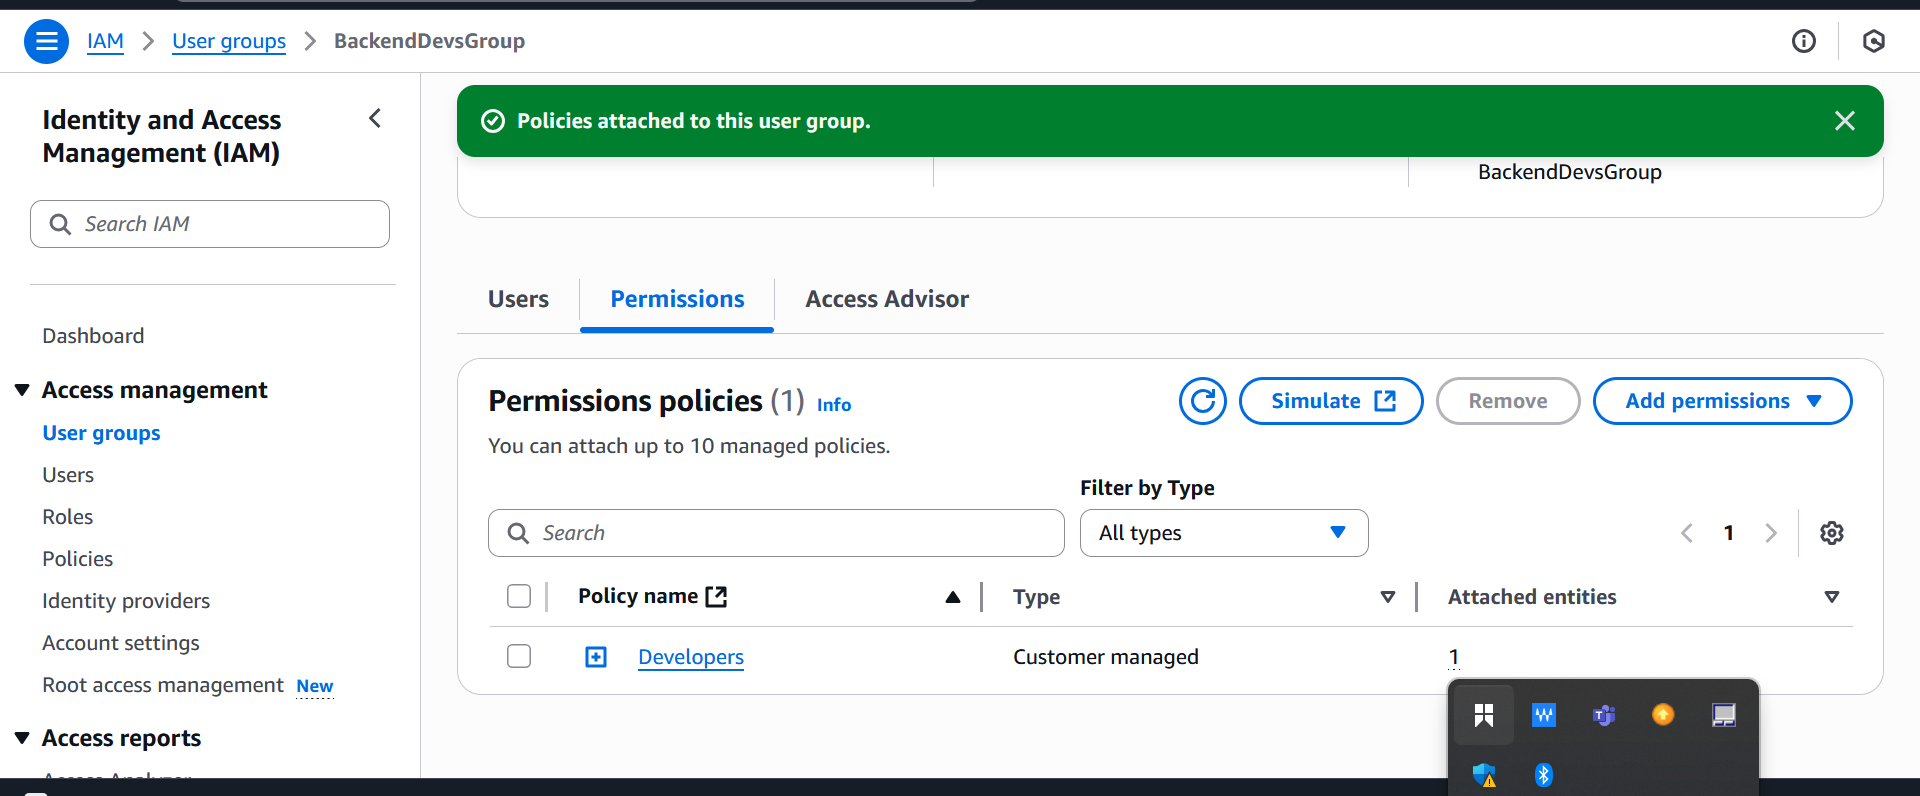 IAM > User groups > BackendDevsGroup
Identity and Access
Management (IAM)
Search IAM
Dashboard
Access management
User groups
Users
Roles
Policies
Identity providers
Account settings
Root access management New
Access reports
Policies attached to this user group.
BackendDevsGroup
Users
Permissions
Access Advisor
Permissions policies (1) Info
You can attach up to 10 managed policies.
Simulate
Remove
Add permissions
Filter by Type
Search
All types
1
Policy name
Type
Attached entities
Developers
Customer managed
1